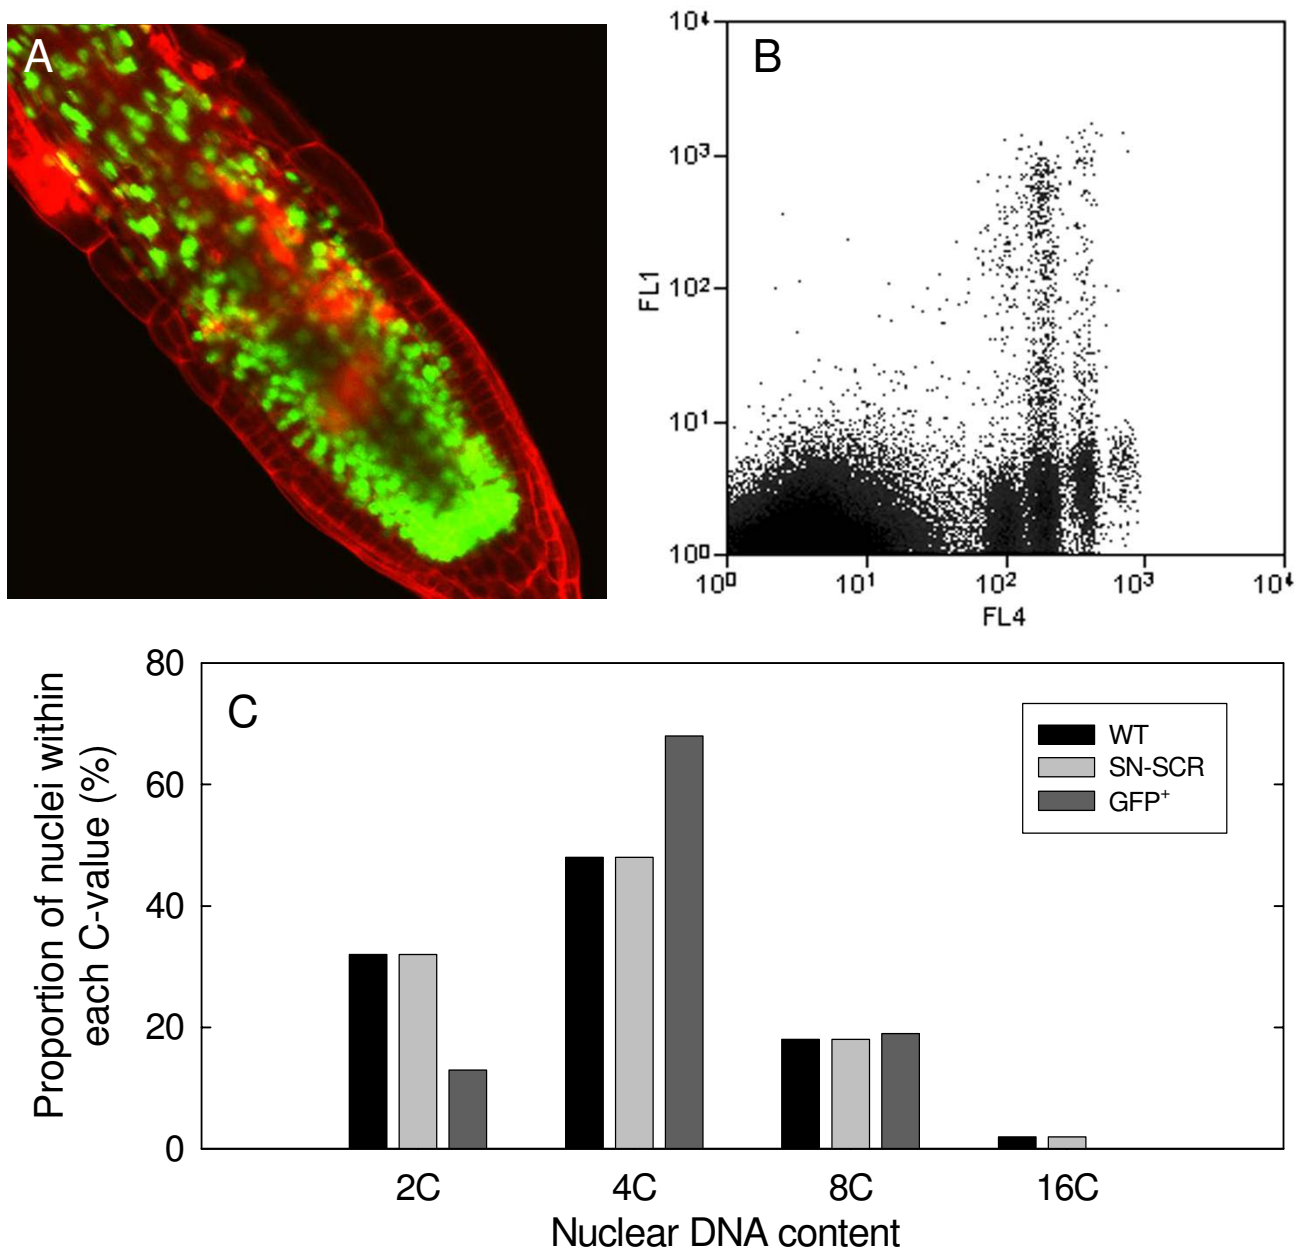 A
B
10⁴
10³
10²
10¹
10⁰
FL1
10⁰ 10¹ 10² 10³ 10⁴
FL4
C
80
60
40
20
0
Proportion of nuclei within
each C-value (%)
WT
SN-SCR
GFP⁺
2C 4C 8C 16C
Nuclear DNA content